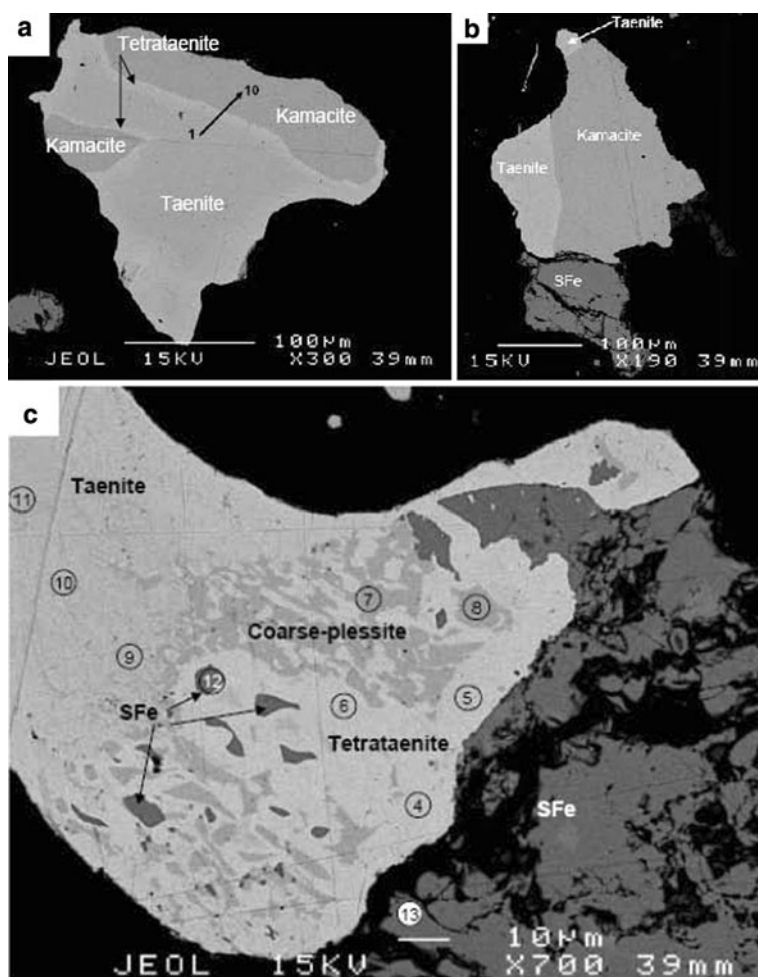 a
Tetrataenite
10
Kamacite
Kamacite
1
Taenite
100μm
JEOL 15KV X300 39mm
b
Taenite
Kamacite
Taenite
SFe
100μm
15KV X190 39mm
c
Taenite
11
10
7
8
Coarse-plessite
9
12
SFe
6
5
Tetrataenite
4
SFe
13
10μm
JEOL 15KV X700 39mm